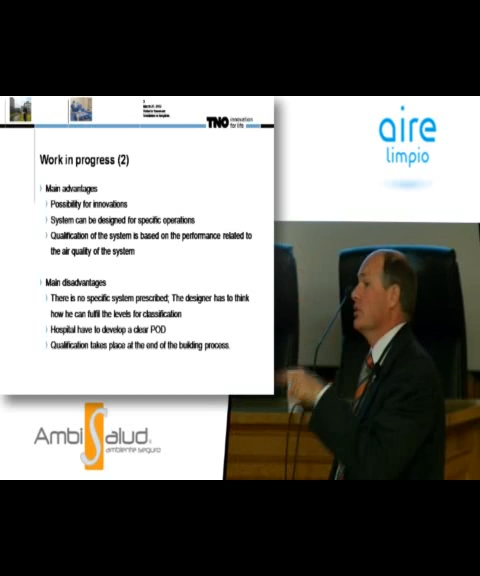 TNO innovation
for life
Work in progress (2)
Main advantages
Possibility for innovations
System can be designed for specific operations
Qualification of the system is based on the performance related to
the air quality of the system
Main disadvantages
There is no specific system prescribed; The designer has to think
how he can fulfil the levels for classification
Hospital have to develop a clear POD
Qualification takes place at the end of the building process.
aire
limpio
AmbiSalud
ambiente seguro